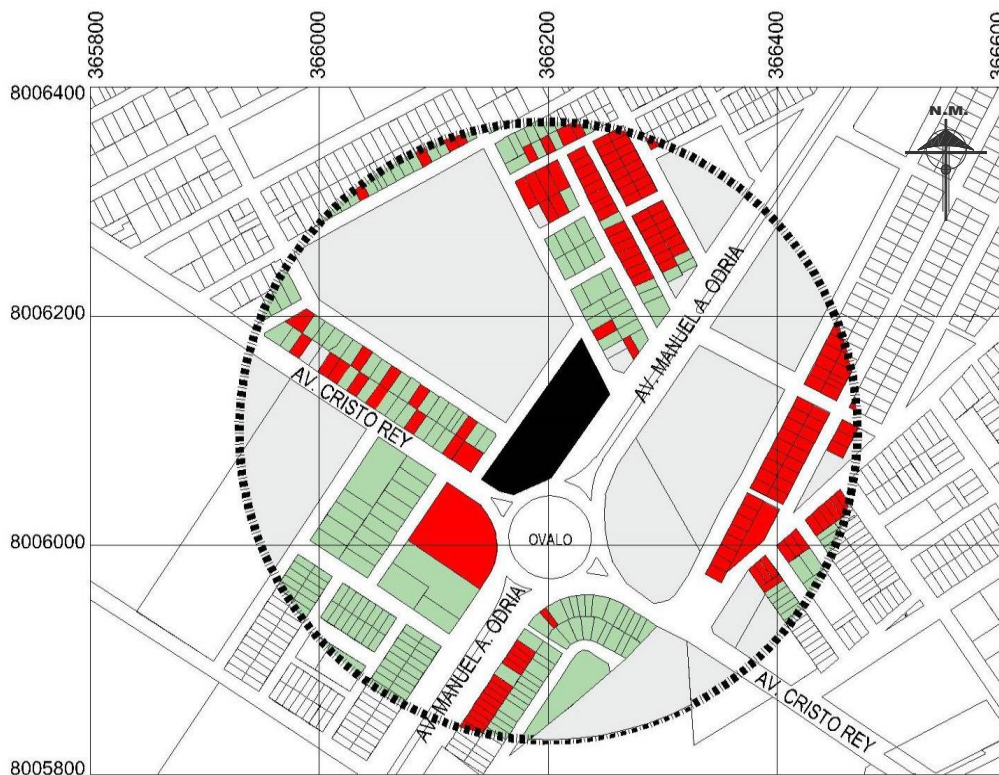 365800
366000
366200
366400
366600
8006400
N.M.
8006200
AV. MANUEL A. ODRIA
AV. CRISTO REY
8006000
OVALO
AV. MANUEL A. ODRIA
AV. CRISTO REY
8005800